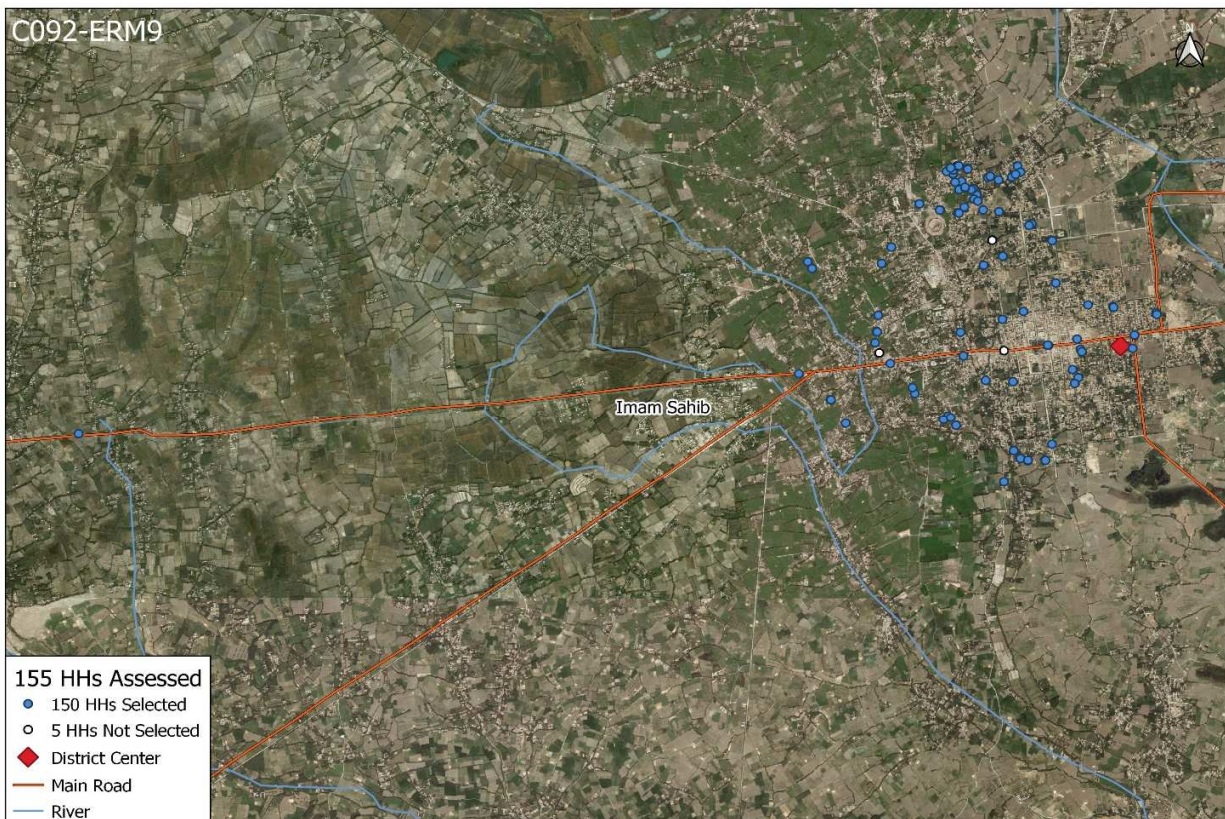 C092-ERM9
N
Imam Sahib
155 HHs Assessed
150 HHs Selected
5 HHs Not Selected
District Center
Main Road
River